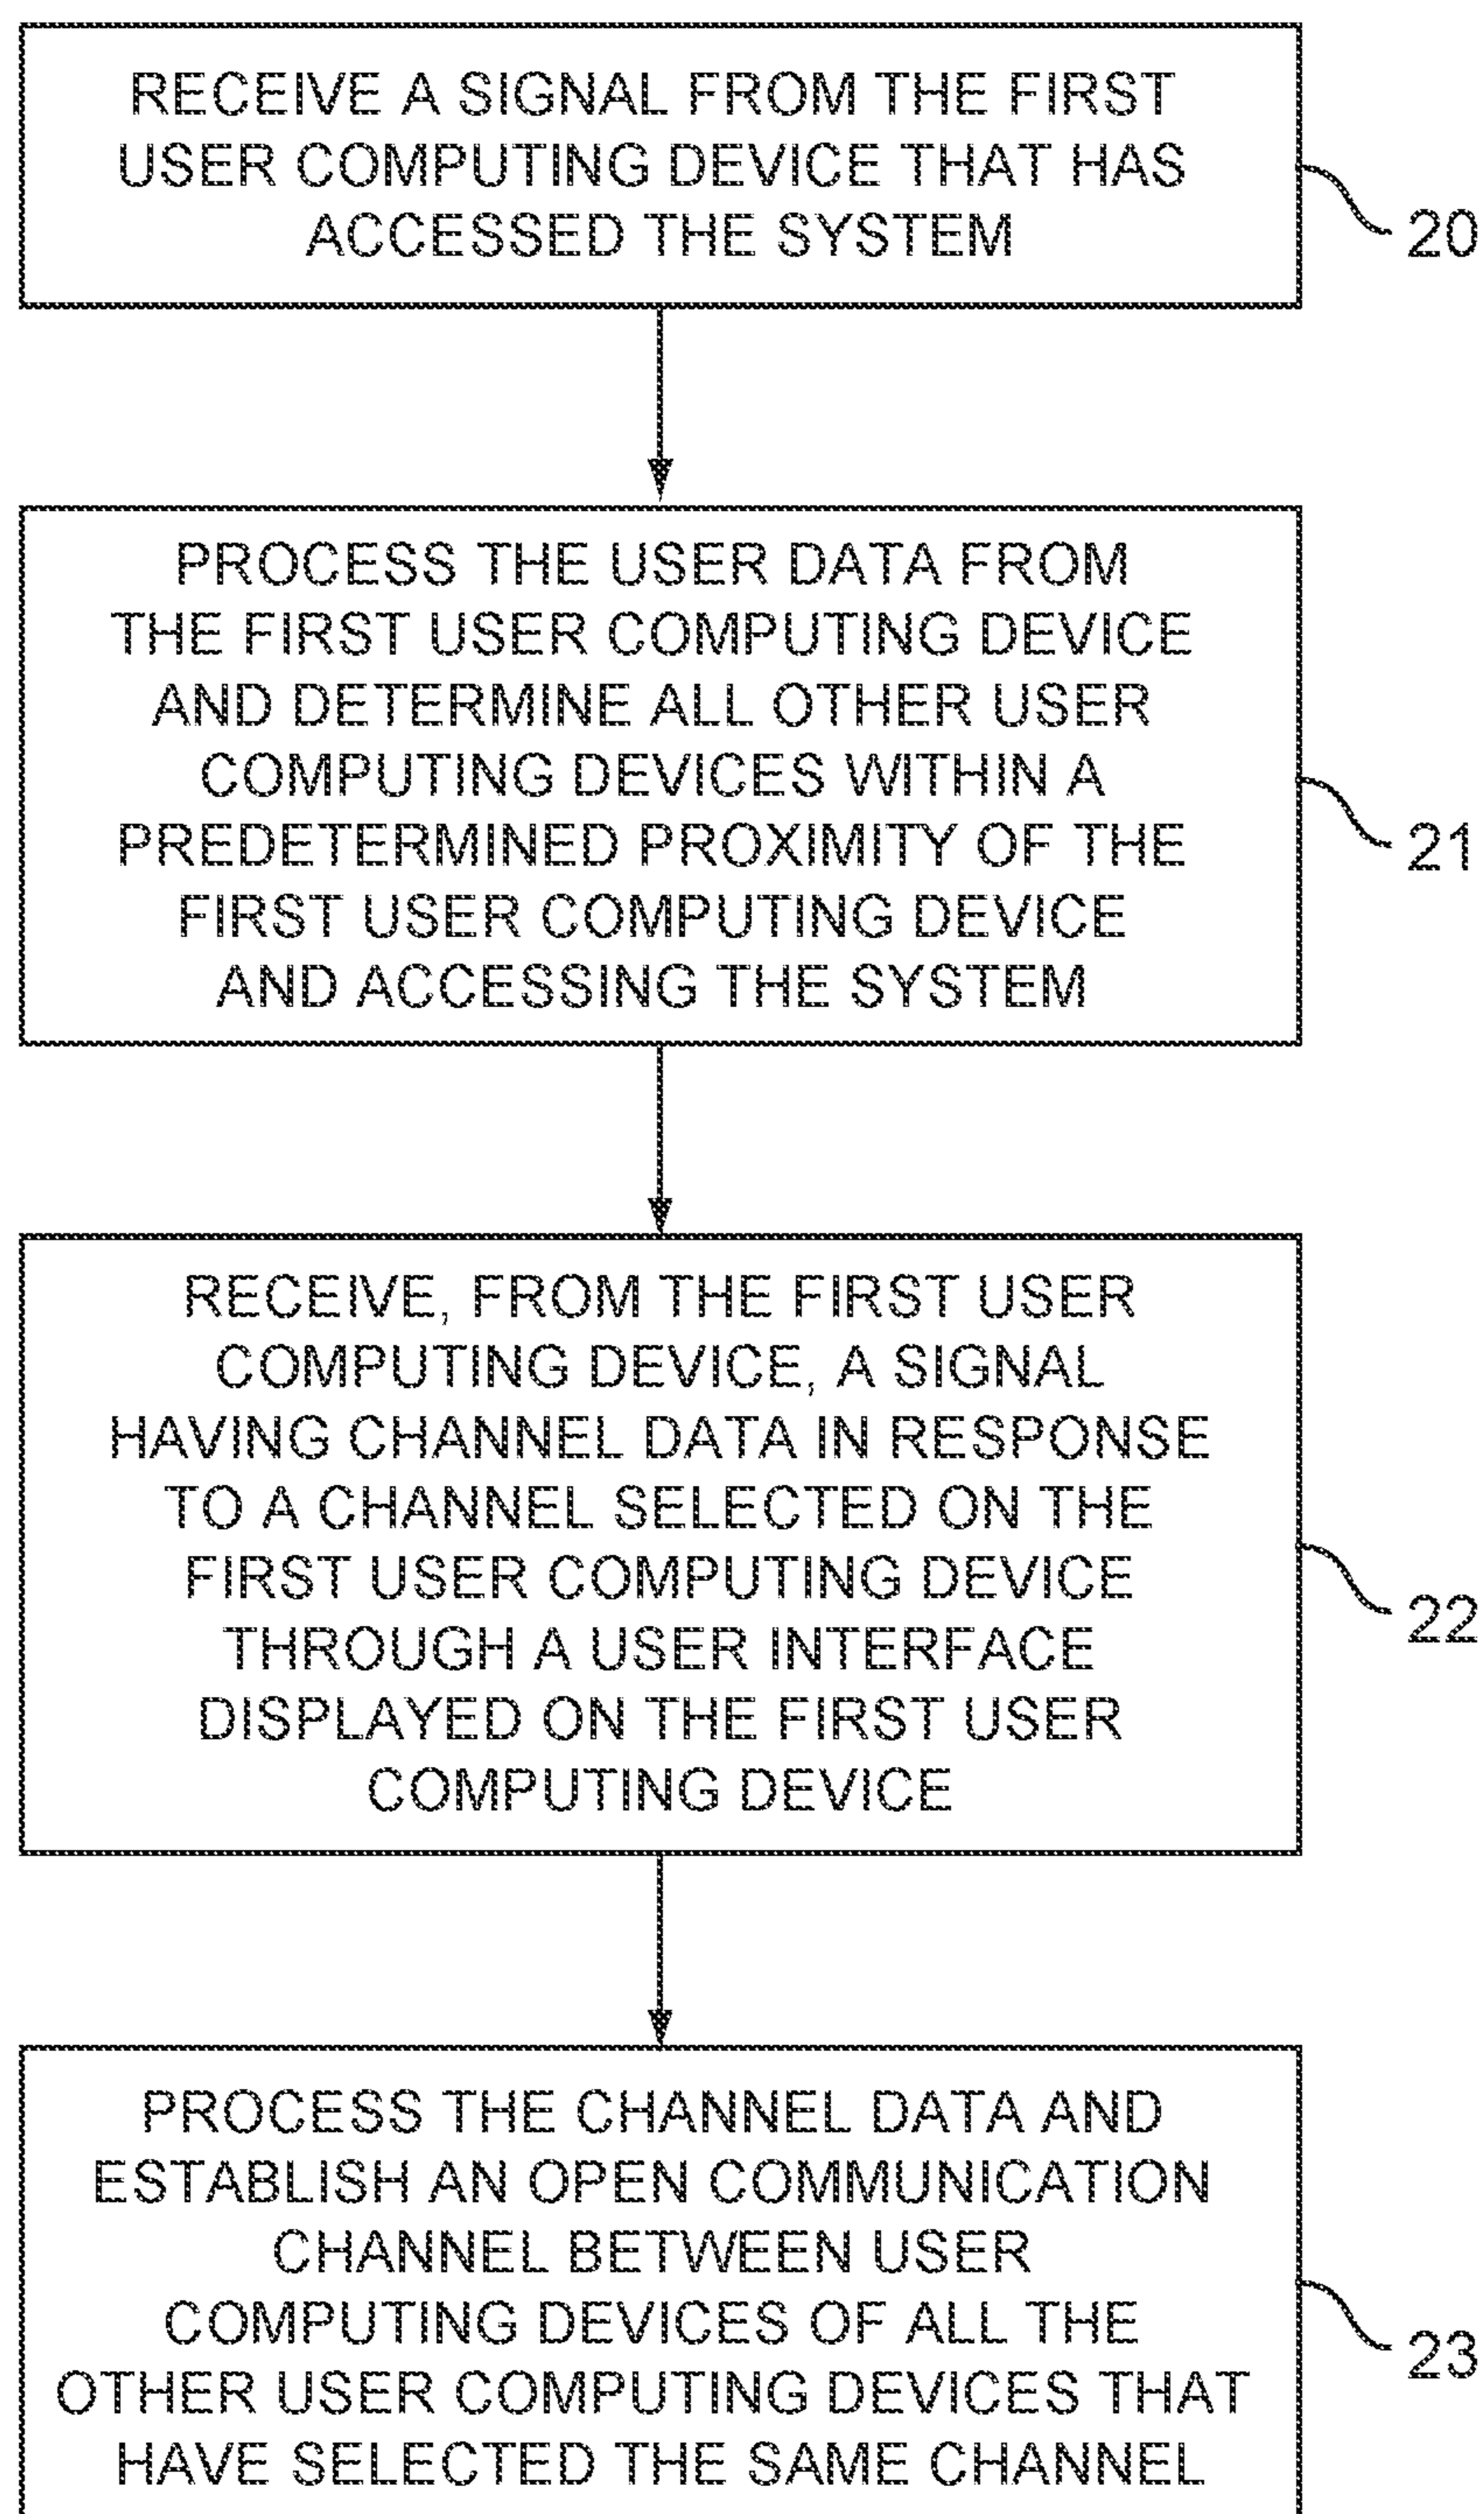 RECEIVE A SIGNAL FROM THE FIRST
USER COMPUTING DEVICE THAT HAS
ACCESSED THE SYSTEM
20
PROCESS THE USER DATA FROM
THE FIRST USER COMPUTING DEVICE
AND DETERMINE ALL OTHER USER
COMPUTING DEVICES WITHIN A
PREDETERMINED PROXIMITY OF THE
FIRST USER COMPUTING DEVICE
AND ACCESSING THE SYSTEM
21
RECEIVE, FROM THE FIRST USER
COMPUTING DEVICE, A SIGNAL
HAVING CHANNEL DATA IN RESPONSE
TO A CHANNEL SELECTED ON THE
FIRST USER COMPUTING DEVICE
THROUGH A USER INTERFACE
DISPLAYED ON THE FIRST USER
COMPUTING DEVICE
22
PROCESS THE CHANNEL DATA AND
ESTABLISH AN OPEN COMMUNICATION
CHANNEL BETWEEN USER
COMPUTING DEVICES OF ALL THE
OTHER USER COMPUTING DEVICES THAT
HAVE SELECTED THE SAME CHANNEL
23